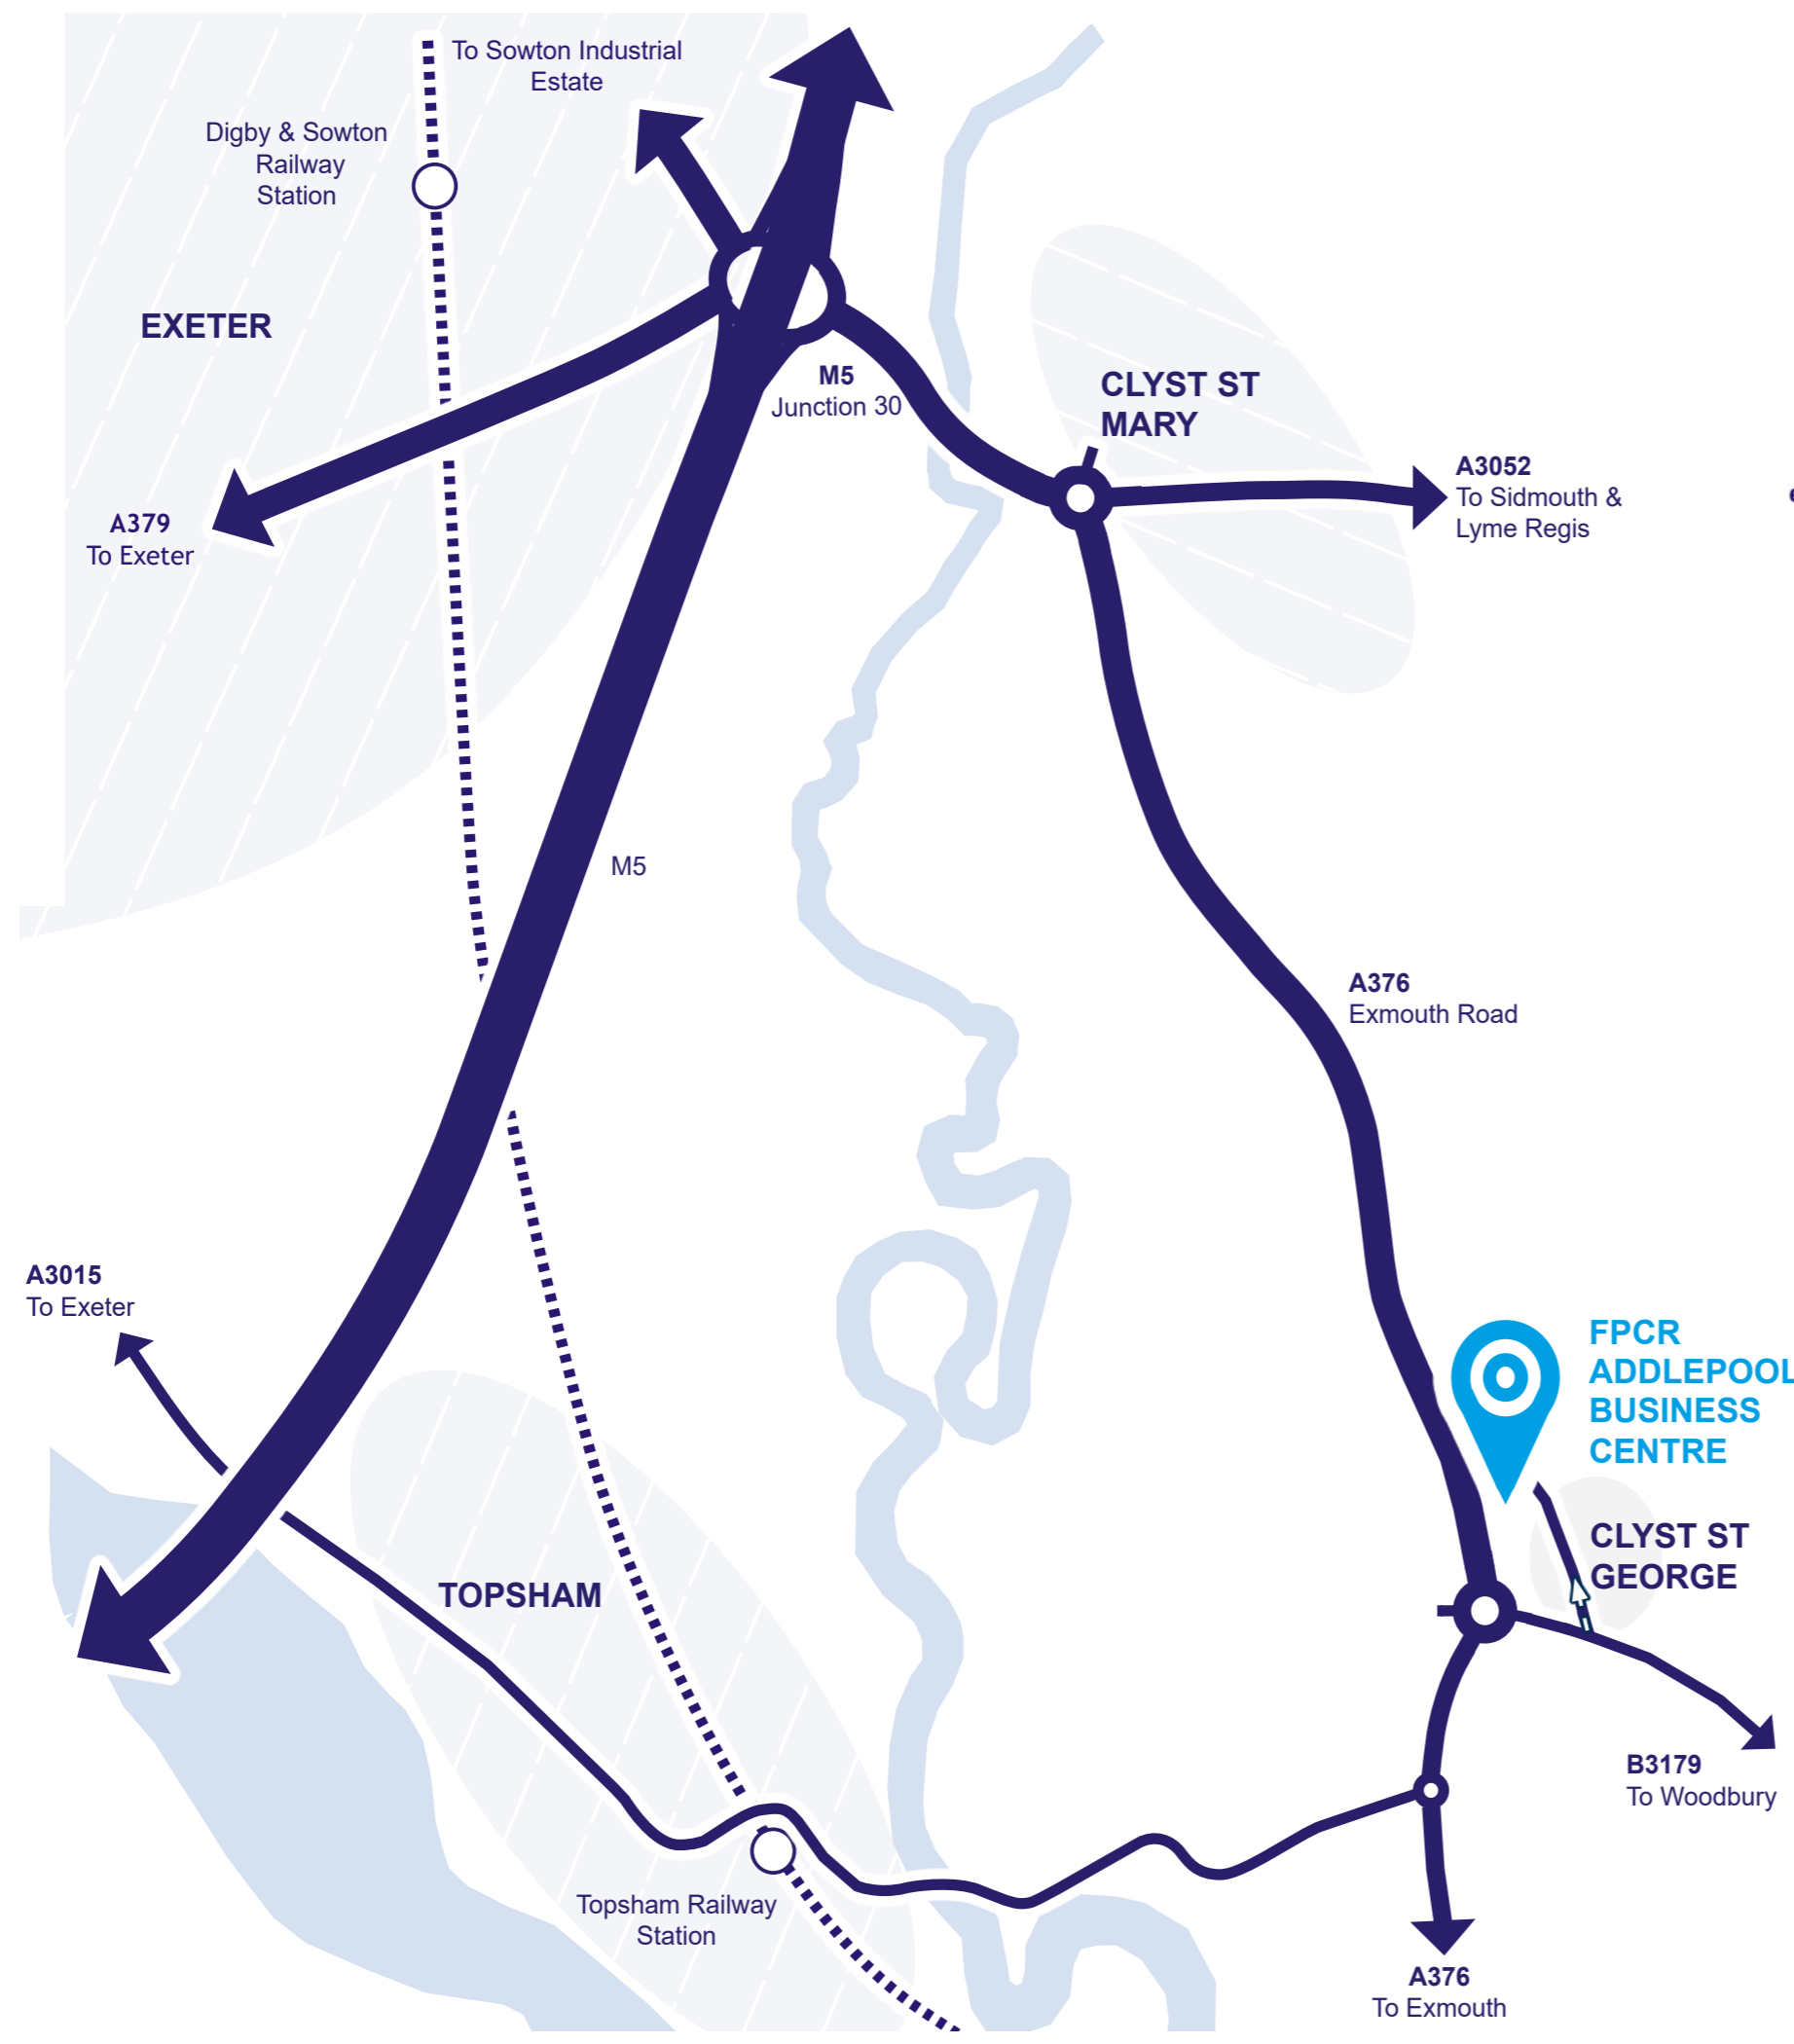 To Sowton Industrial
Estate
Digby & Sowton
Railway
Station
EXETER
M5
Junction 30
CLYST ST
MARY
A3052
To Sidmouth &
Lyme Regis
A379
To Exeter
M5
A376
Exmouth Road
A3015
To Exeter
FPCR
ADDLEPOOL
BUSINESS
CENTRE
CLYST ST
GEORGE
TOPSHAM
B3179
To Woodbury
Topsham Railway
Station
A376
To Exmouth